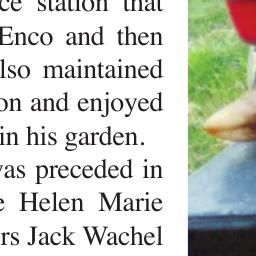 ce station that
Enco and then
lso maintained
on and enjoyed
in his garden.
vas preceded in
e Helen Marie
rs Jack Wachel